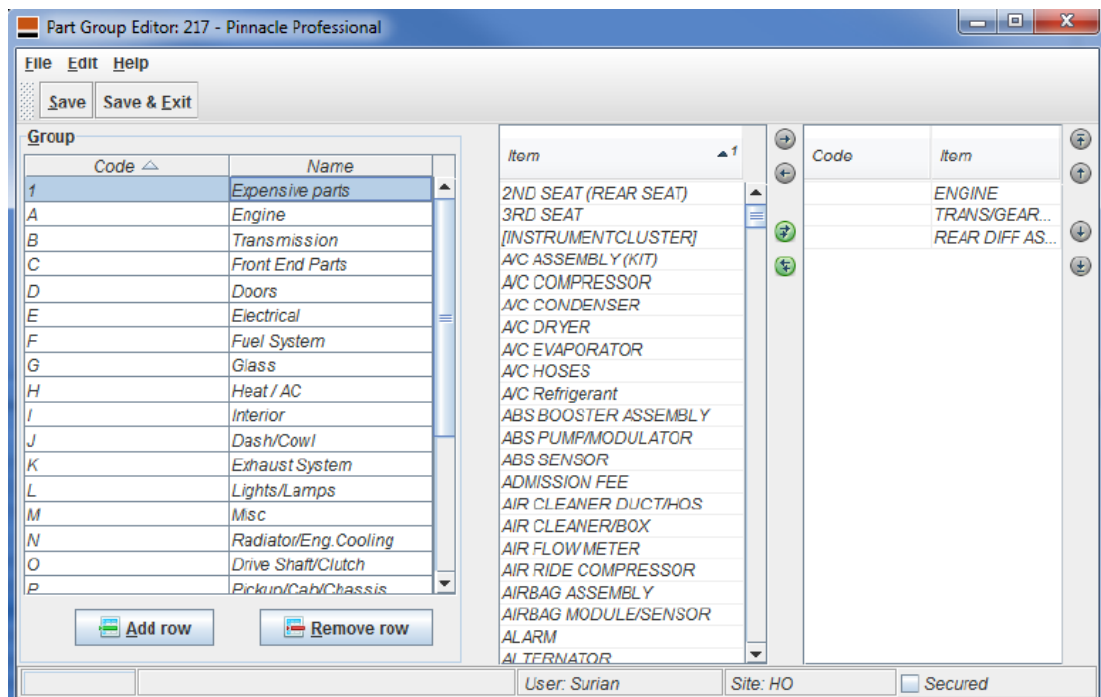 Part Group Editor: 217 - Pinnacle Professional
File Edit Help
Save Save & Exit
Group
Code Name
1 Expensive parts
A Engine
B Transmission
C Front End Parts
D Doors
E Electrical
F Fuel System
G Glass
H Heat / AC
I Interior
J Dash/Cowl
K Exhaust System
L Lights/Lamps
M Misc
N Radiator/Eng.Cooling
O Drive Shaft/Clutch
P Pickup/Cab/Chassis
Add row Remove row
Item 1
2ND SEAT (REAR SEAT)
3RD SEAT
[INSTRUMENTCLUSTER]
A/C ASSEMBLY (KIT)
A/C COMPRESSOR
A/C CONDENSER
A/C DRYER
A/C EVAPORATOR
A/C HOSES
A/C Refrigerant
ABS BOOSTER ASSEMBLY
ABS PUMP/MODULATOR
ABS SENSOR
ADMISSION FEE
AIR CLEANER DUCT/HOS
AIR CLEANER/BOX
AIR FLOW METER
AIR RIDE COMPRESSOR
AIRBAG ASSEMBLY
AIRBAG MODULE/SENSOR
ALARM
ALTERNATOR
Code Item
ENGINE
TRANS/GEAR...
REAR DIFF AS...
User: Surian Site: HO Secured